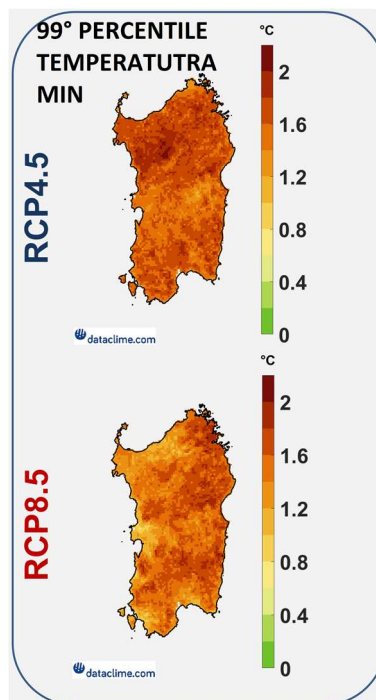 99° PERCENTILE
TEMPERATUTRA
MIN
RCP4.5
°C
2
1.6
1.2
0.8
0.4
0
dataclime.com
RCP8.5
°C
2
1.6
1.2
0.8
0.4
0
dataclime.com